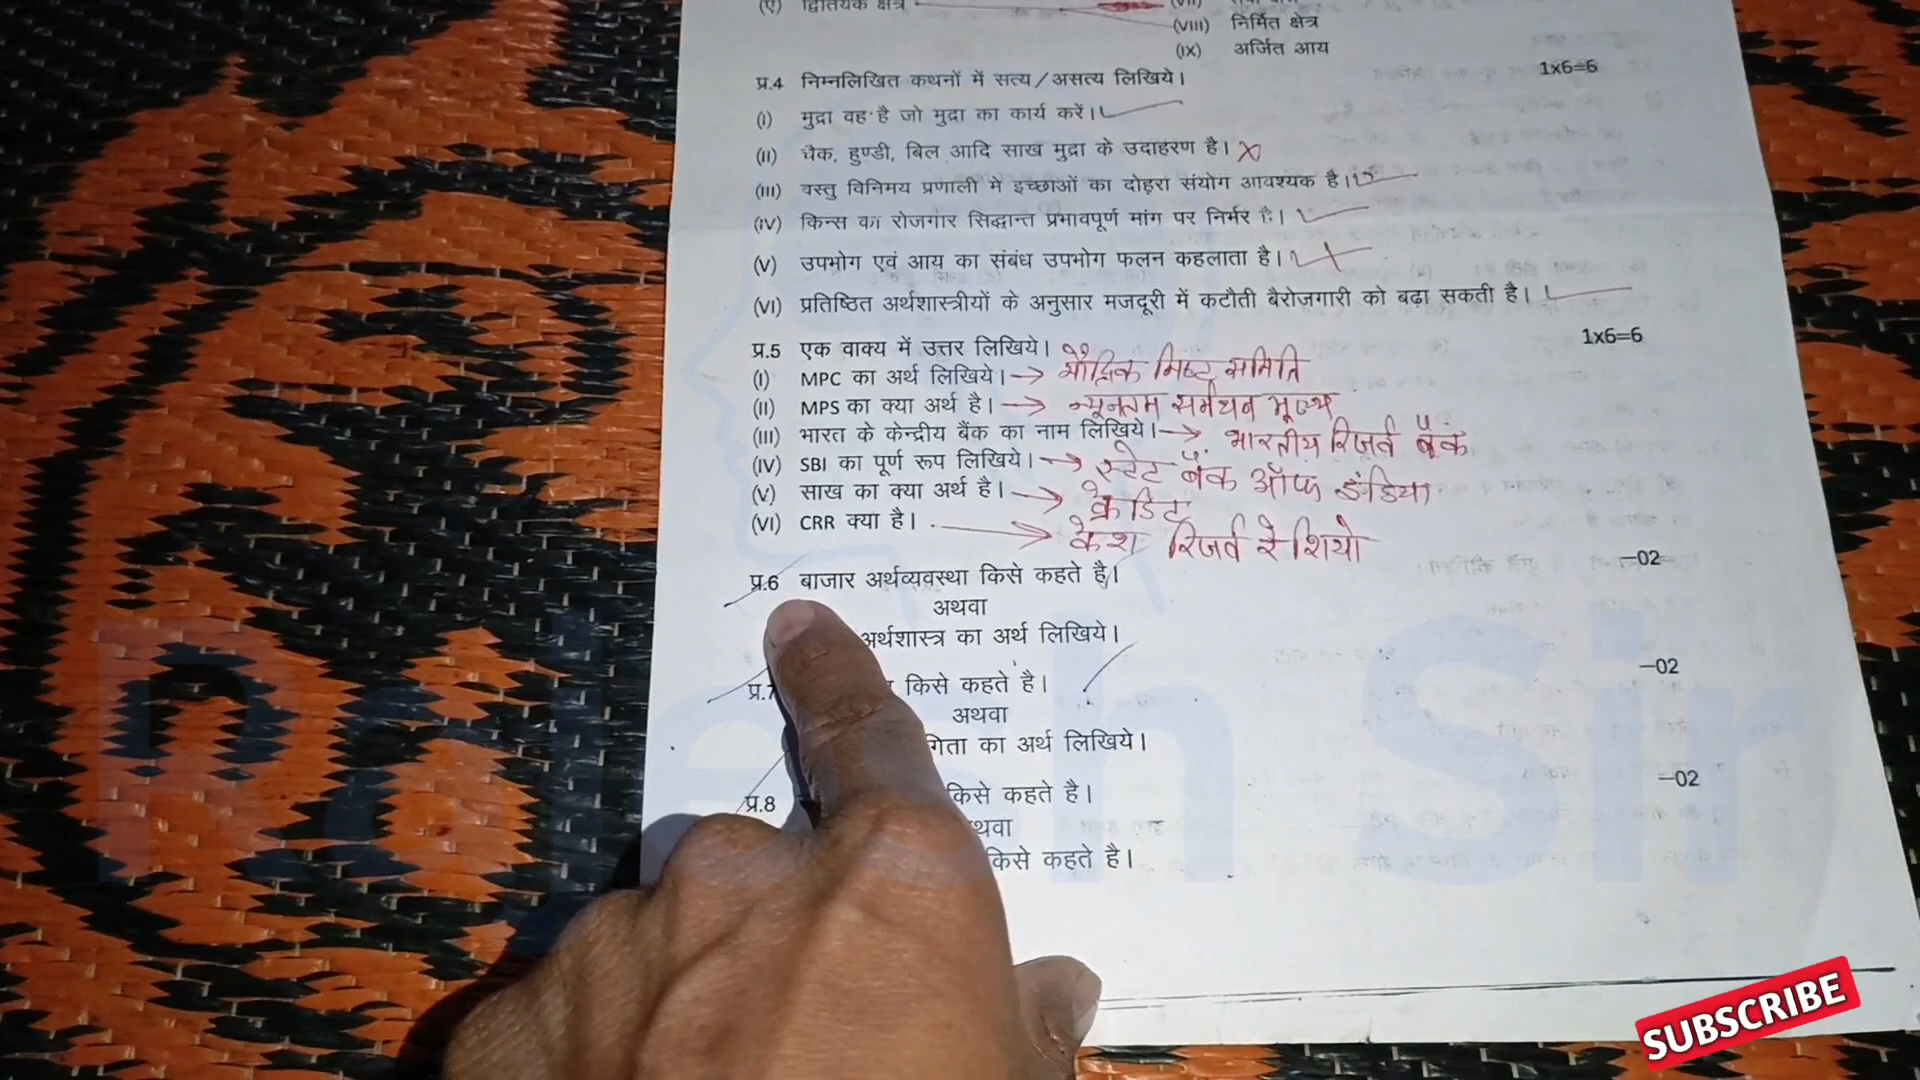 (ए) द्वितियक क्षेत्र
(VIII) निर्मित क्षेत्र
(IX) अर्जित आय
प्र.4 निम्नलिखित कथनों में सत्य/असत्य लिखिये। 1x6=6
(I) मुद्रा वह है जो मुद्रा का कार्य करें।
(II) चैक, हुण्डी, बिल आदि साख मुद्रा के उदाहरण है।
(III) वस्तु विनिमय प्रणाली मे इच्छाओं का दोहरा संयोग आवश्यक है।
(IV) किन्स का रोजगार सिद्धान्त प्रभावपूर्ण मांग पर निर्भर है।
(V) उपभोग एवं आय का संबंध उपभोग फलन कहलाता है।
(VI) प्रतिष्ठित अर्थशास्त्रीयों के अनुसार मजदूरी में कटौती बैरोजगारी को बढ़ा सकती है।
प्र.5 एक वाक्य में उत्तर लिखिये। 1x6=6
(I) MPC का अर्थ लिखिये। → मौद्रिक समिति
(II) MPS का क्या अर्थ है। → न्यूनतम समर्थन मूल्य
(III) भारत के केन्द्रीय बैंक का नाम लिखिये। → भारतीय रिजर्व बैंक
(IV) SBI का पूर्ण रूप लिखिये। → स्टेट बैंक ऑफ इंडिया
(V) साख का क्या अर्थ है। → क्रेडिट
(VI) CRR क्या है। → केश रिजर्व रेशियो
प्र.6 बाजार अर्थव्यवस्था किसे कहते है। –02
अथवा
अर्थशास्त्र का अर्थ लिखिये।
प्र.7 किसे कहते है। –02
अथवा
का अर्थ लिखिये।
प्र.8 किसे कहते है। –02
किसे कहते है।
Rajesh Sir
SUBSCRIBE